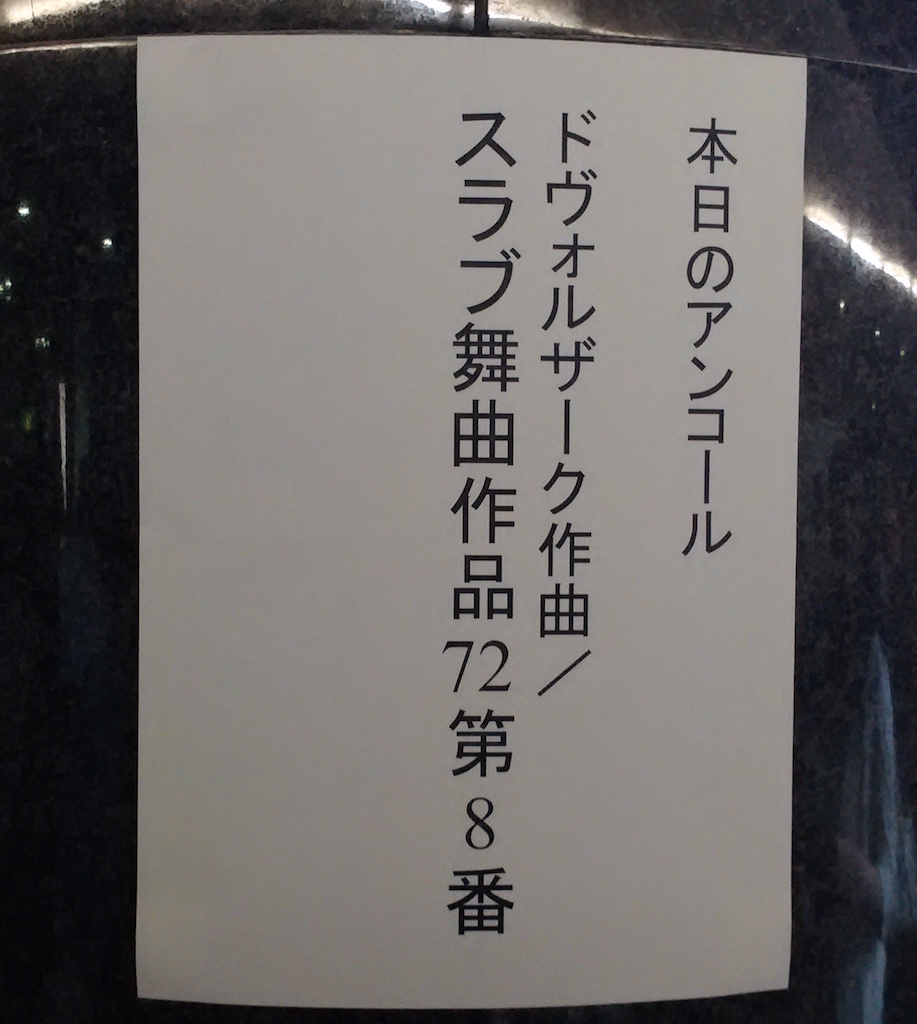 本日のアンコール
ドヴォルザーク作曲／
スラブ舞曲作品72第8番